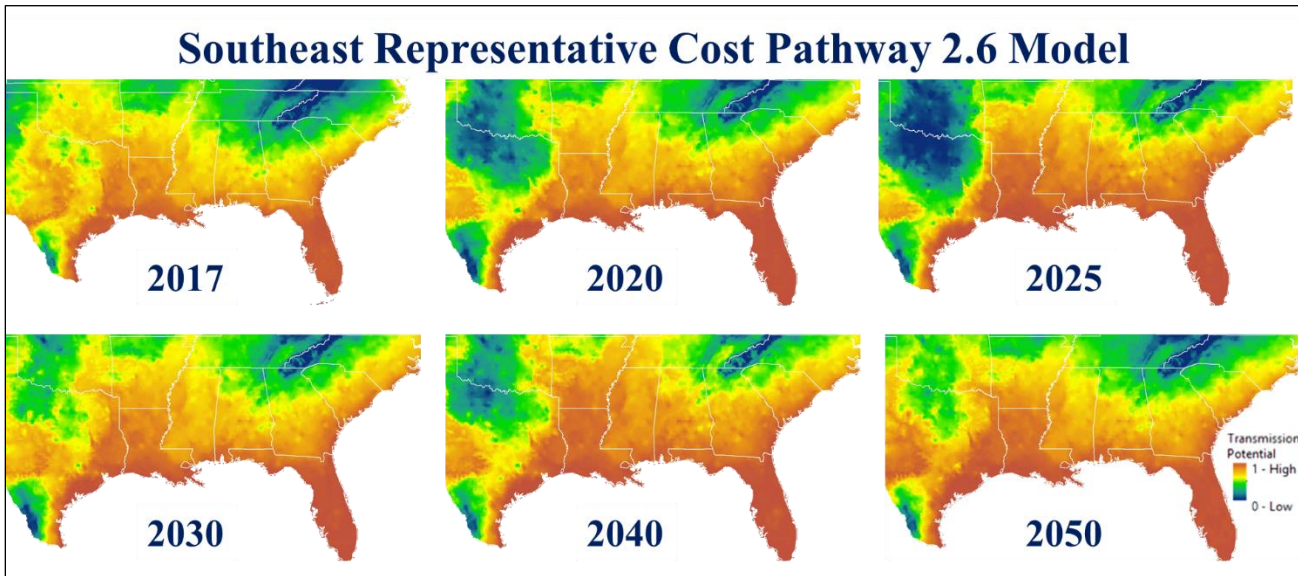 Southeast Representative Cost Pathway 2.6 Model
2017
2020
2025
2030
2040
2050
Transmission
Potential
1 - High
0 - Low